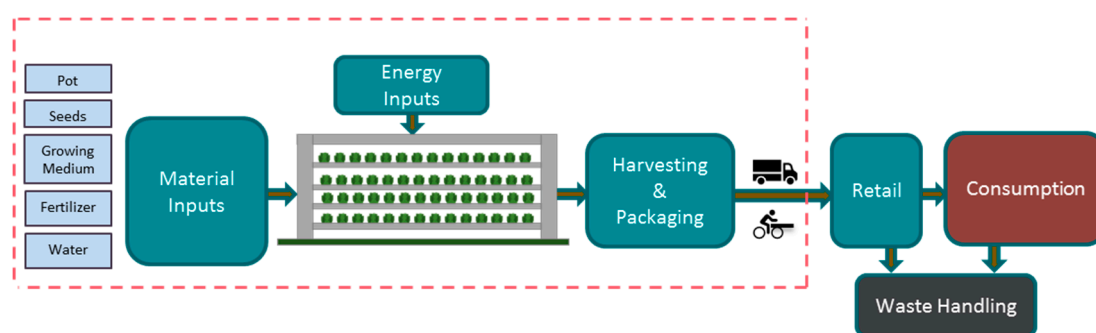 Pot
Seeds
Growing
Medium
Fertilizer
Water
Material
Inputs
Energy
Inputs
Harvesting
&
Packaging
Retail
Consumption
Waste Handling